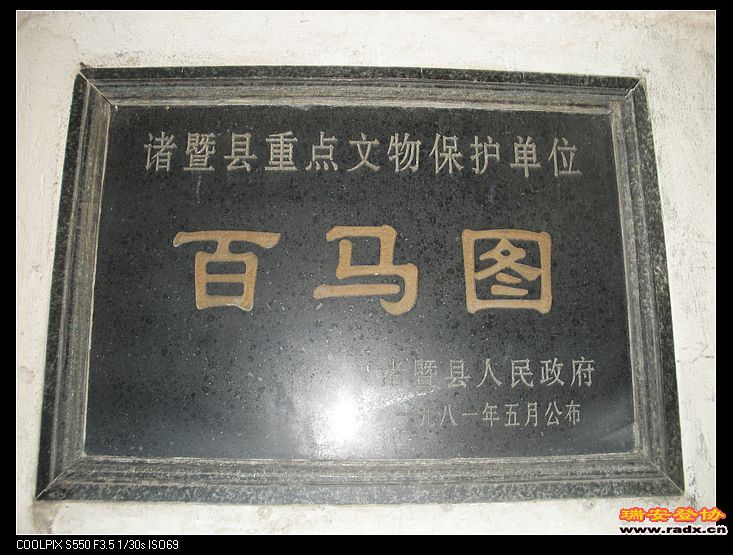 诸暨县重点文物保护单位
百马图
诸暨县人民政府
一九八一年五月公布
瑞安登协
www.radx.cn
COOLPIX S550 F3.5 1/30s ISO69